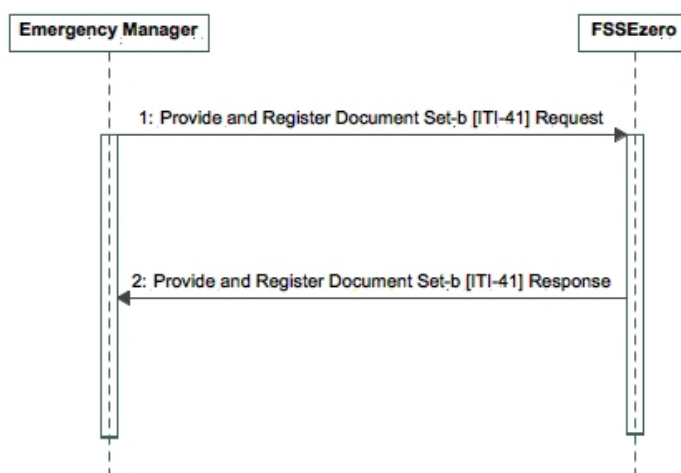 Emergency Manager
FSSEzero
1: Provide and Register Document Set-b [ITI-41] Request
2: Provide and Register Document Set-b [ITI-41] Response